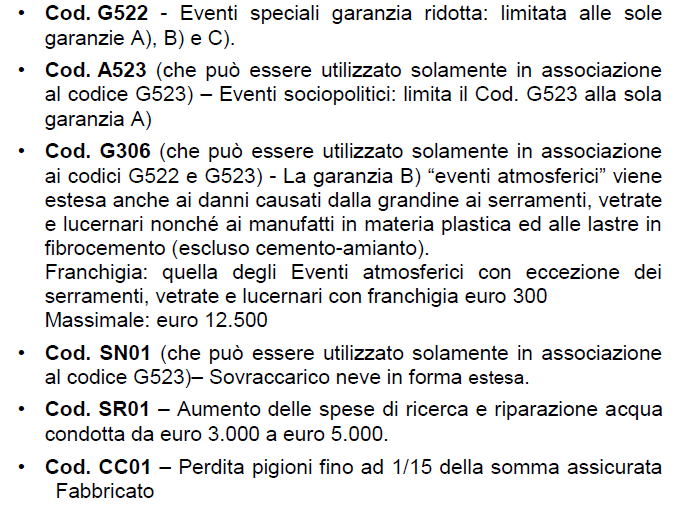 • Cod. G522 - Eventi speciali garanzia ridotta: limitata alle sole
garanzie A), B) e C).
• Cod. A523 (che può essere utilizzato solamente in associazione
al codice G523) – Eventi sociopolitici: limita il Cod. G523 alla sola
garanzia A)
• Cod. G306 (che può essere utilizzato solamente in associazione
ai codici G522 e G523) - La garanzia B) “eventi atmosferici” viene
estesa anche ai danni causati dalla grandine ai serramenti, vetrate
e lucernari nonché ai manufatti in materia plastica ed alle lastre in
fibrocemento (escluso cemento-amianto).
Franchigia: quella degli Eventi atmosferici con eccezione dei
serramenti, vetrate e lucernari con franchigia euro 300
Massimale: euro 12.500
• Cod. SN01 (che può essere utilizzato solamente in associazione
al codice G523)– Sovraccarico neve in forma estesa.
• Cod. SR01 – Aumento delle spese di ricerca e riparazione acqua
condotta da euro 3.000 a euro 5.000.
• Cod. CC01 – Perdita pigioni fino ad 1/15 della somma assicurata
Fabbricato